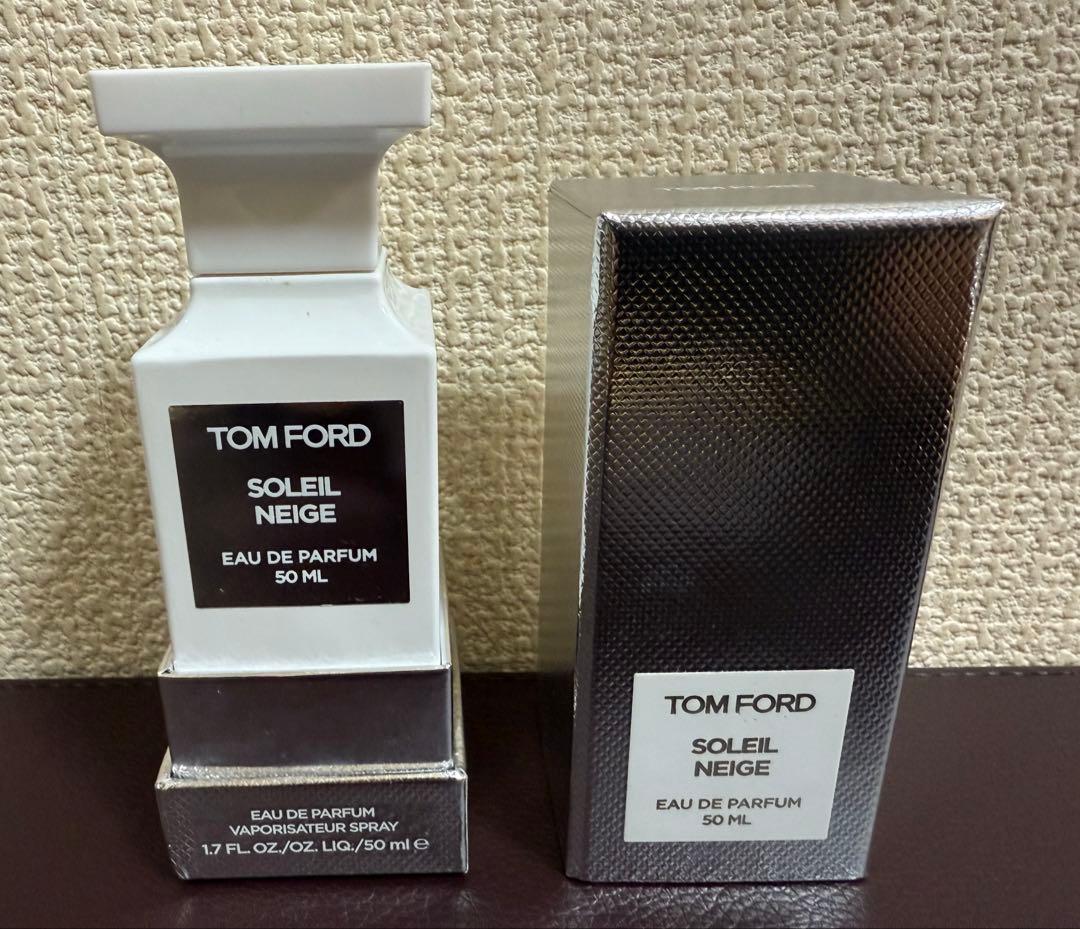 TOM FORD
SOLEIL
NEIGE
EAU DE PARFUM
50 ML
EAU DE PARFUM
VAPORISATEUR SPRAY
1.7 FL. OZ./OZ. LIQ./50 ml ℮
TOM FORD
SOLEIL
NEIGE
EAU DE PARFUM
50 ML